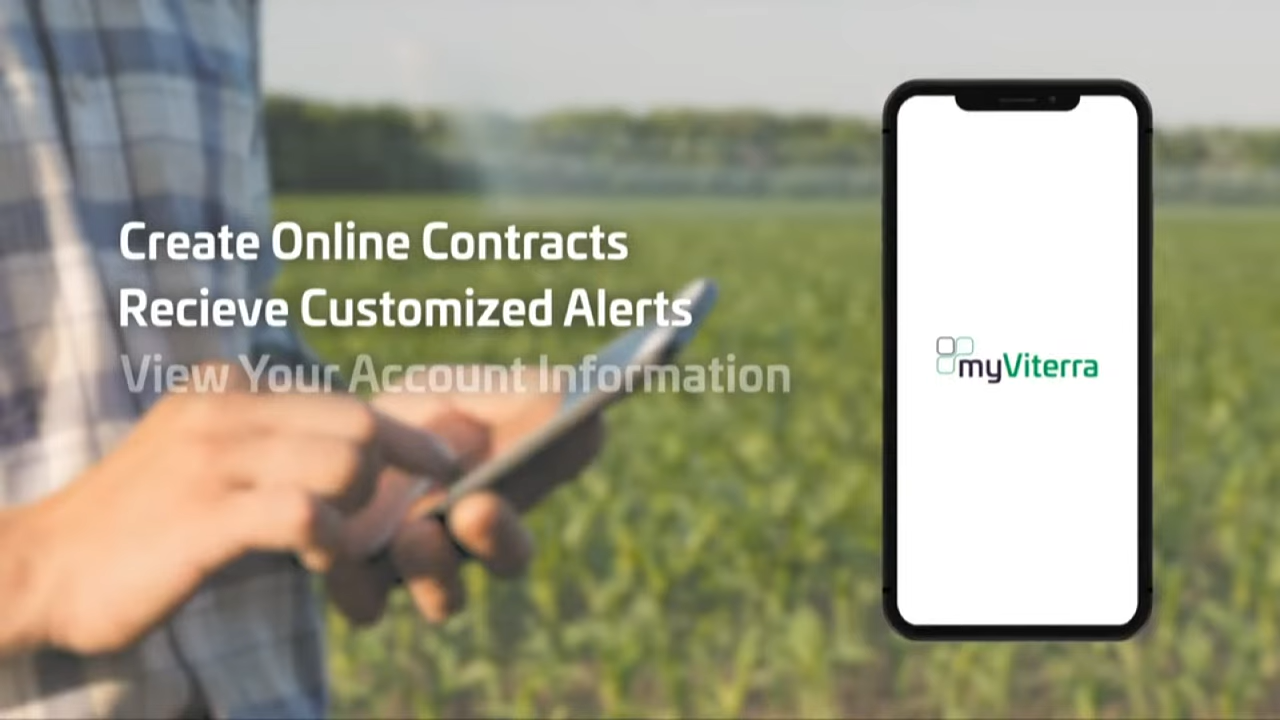 Create Online Contracts
Recieve Customized Alerts
View Your Account Information
myViterra